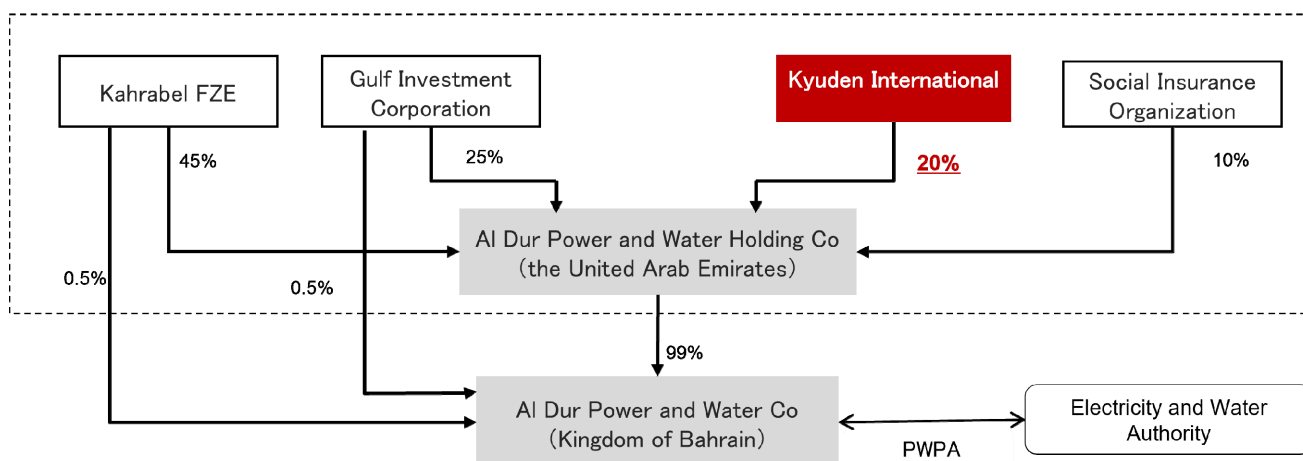 Kahrabel FZE
Gulf Investment
Corporation
Kyuden International
Social Insurance
Organization
45%
25%
20%
10%
Al Dur Power and Water Holding Co
(the United Arab Emirates)
0.5%
0.5%
99%
Al Dur Power and Water Co
(Kingdom of Bahrain)
PWPA
Electricity and Water
Authority